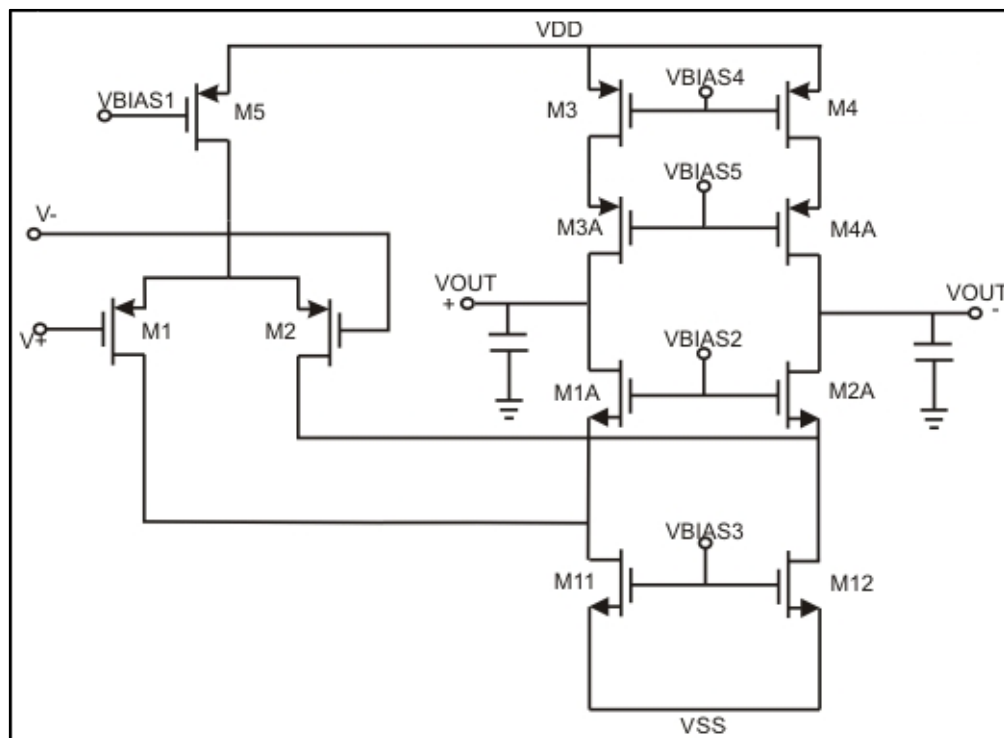 VDD
VBIAS1
M5
M3
VBIAS4
M4
VBIAS5
V-
M3A
M4A
VOUT
+
VOUT
-
V+
M1
M2
VBIAS2
M1A
M2A
VBIAS3
M11
M12
VSS